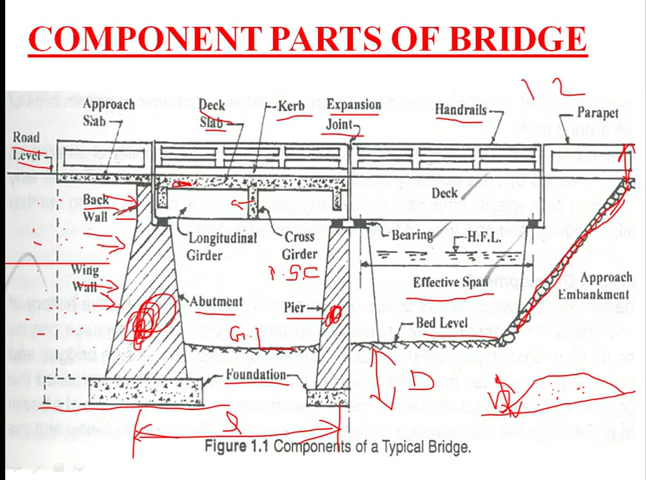 COMPONENT PARTS OF BRIDGE
1 2
Approach
Slab
Deck
Slab
Kerb
Expansion
Joint
Handrails
Parapet
Road
Level
Back
Wall
Deck
Longitudinal
Girder
Cross
Girder
Bearing
H.F.L.
P.S.C
Wing
Wall
Effective Span
Approach
Embankment
Abutment
Pier
G.L
Bed Level
Foundation
D
l
Figure 1.1 Components of a Typical Bridge.